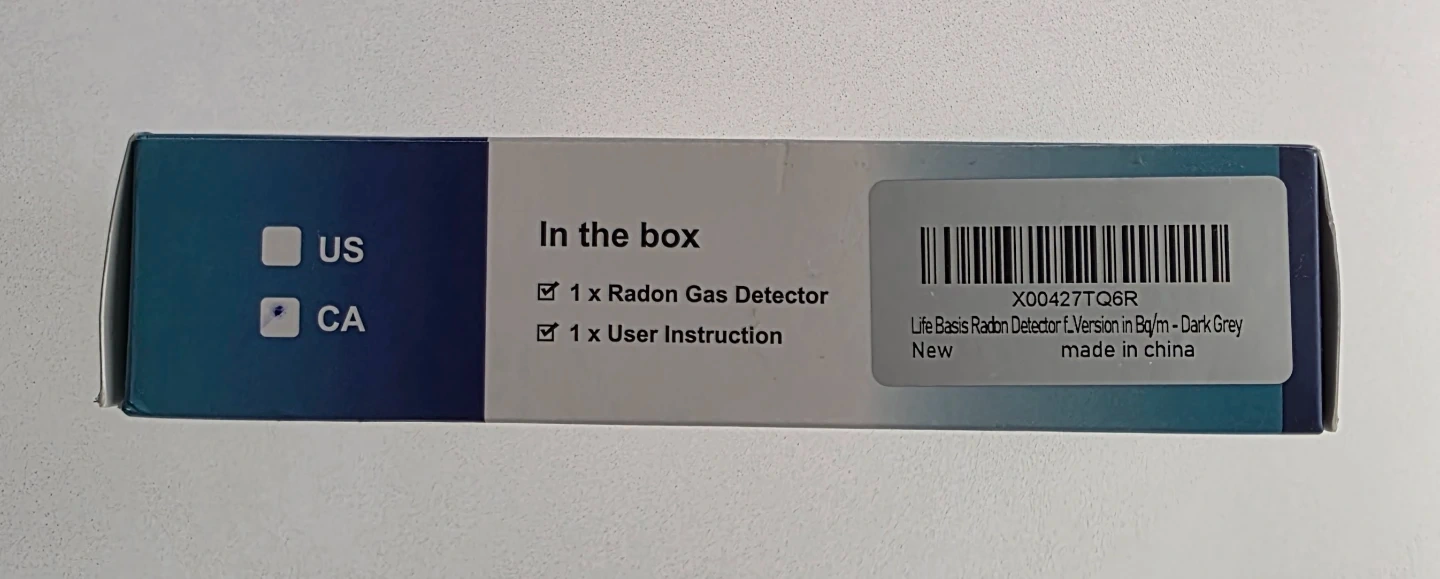 US
CA
In the box
1 x Radon Gas Detector
1 x User Instruction
X00427TQ6R
Life Basis Radon Detector f_Version in Bq/m - Dark Grey
New made in china